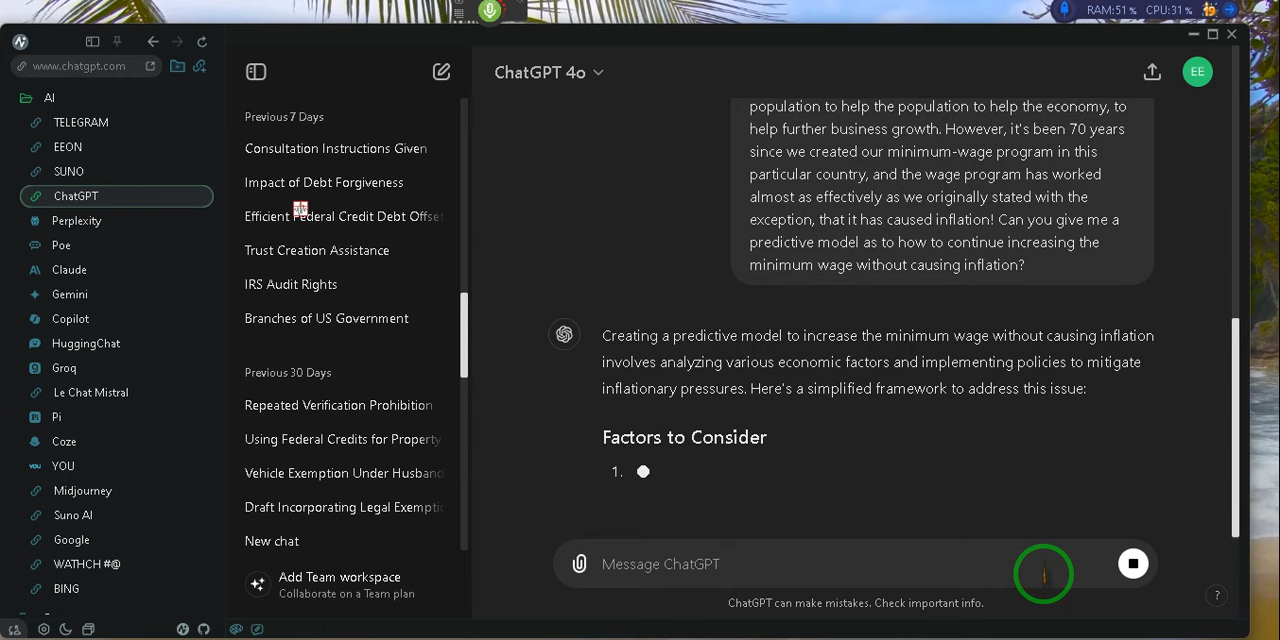 RAM:51% CPU:31% 19
www.chatgpt.com
AI
TELEGRAM
EEON
SUNO
ChatGPT
Perplexity
Poe
Claude
Gemini
Copilot
HuggingChat
Groq
Le Chat Mistral
Pi
Coze
YOU
Midjourney
Suno AI
Google
WATHCH #@
BING
Previous 7 Days
Consultation Instructions Given
Impact of Debt Forgiveness
Efficient Federal Credit Debt Offse
Trust Creation Assistance
IRS Audit Rights
Branches of US Government
Previous 30 Days
Repeated Verification Prohibition
Using Federal Credits for Property
Vehicle Exemption Under Husband
Draft Incorporating Legal Exempti
New chat
Add Team workspace
Collaborate on a Team plan
ChatGPT 4o
EE
population to help the population to help the economy, to
help further business growth. However, it's been 70 years
since we created our minimum-wage program in this
particular country, and the wage program has worked
almost as effectively as we originally stated with the
exception, that it has caused inflation! Can you give me a
predictive model as to how to continue increasing the
minimum wage without causing inflation?
Creating a predictive model to increase the minimum wage without causing inflation
involves analyzing various economic factors and implementing policies to mitigate
inflationary pressures. Here's a simplified framework to address this issue:
Factors to Consider
1.
Message ChatGPT
ChatGPT can make mistakes. Check important info.
?